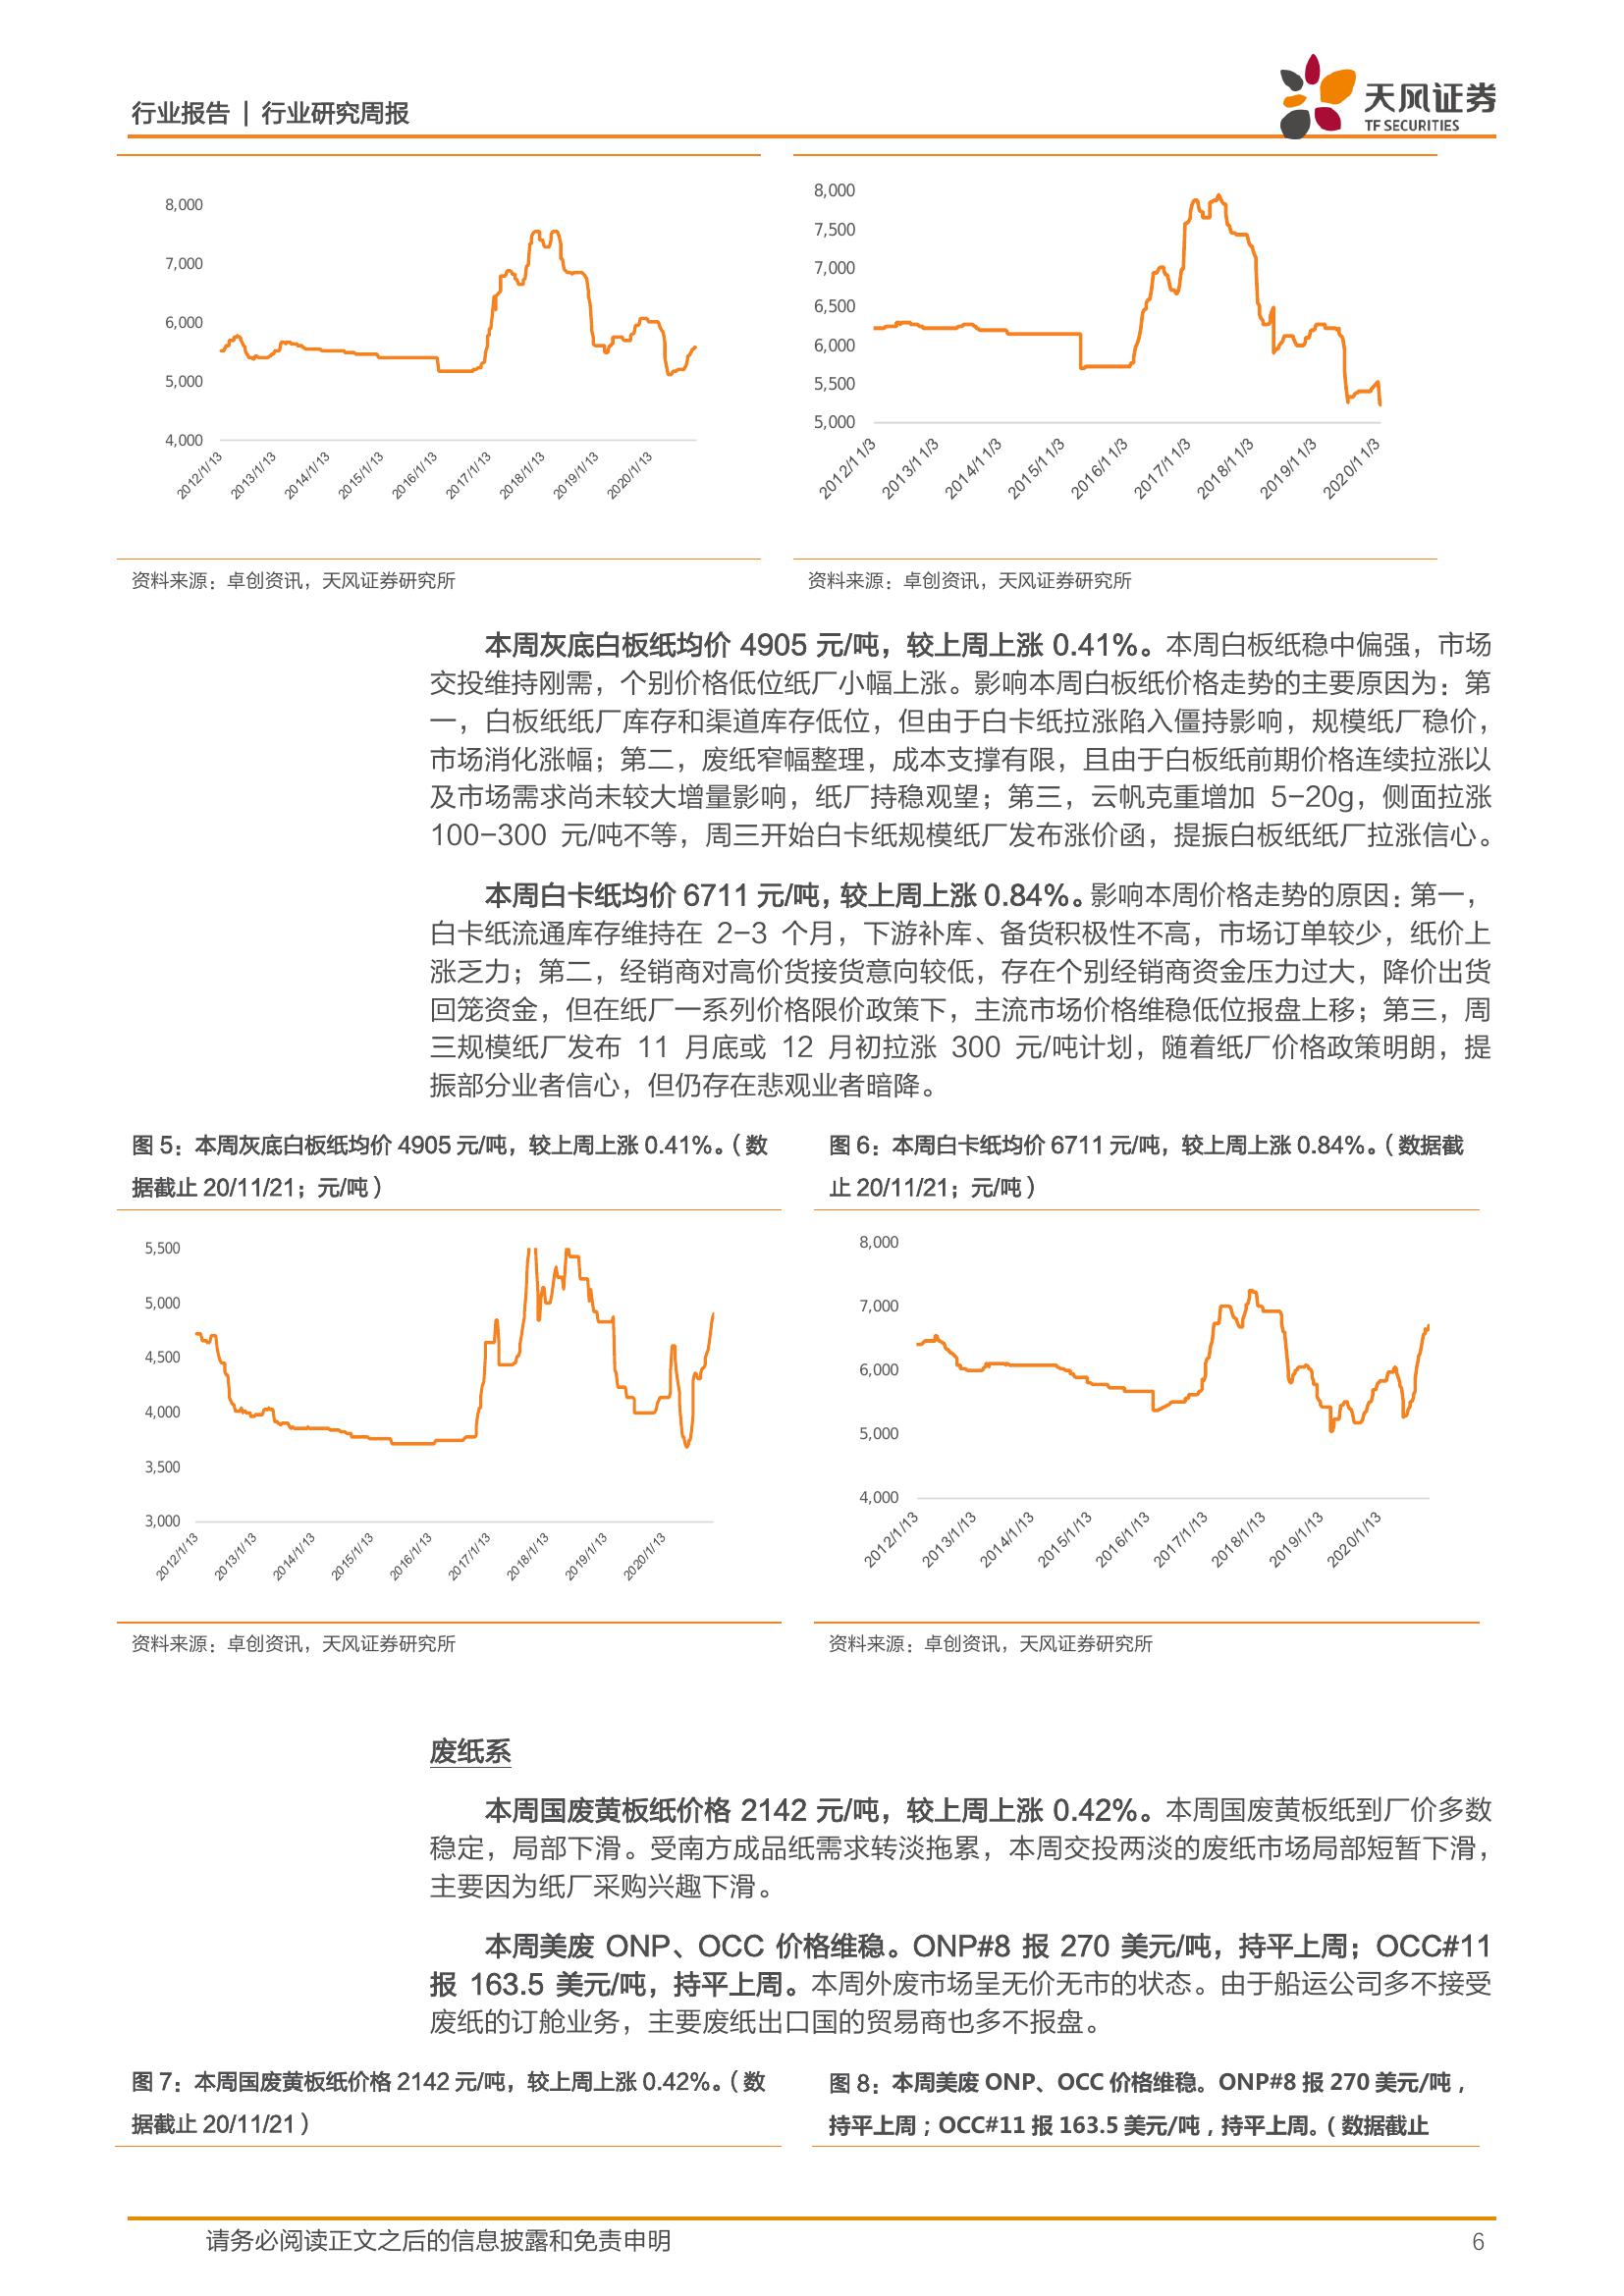 行业报告 | 行业研究周报
天风证券
TF SECURITIES
8,000
7,000
6,000
5,000
4,000
2012/1/13
2013/1/13
2014/1/13
2015/1/13
2016/1/13
2017/1/13
2018/1/13
2019/1/13
2020/1/13
8,000
7,500
7,000
6,500
6,000
5,500
5,000
2012/11/3
2013/11/3
2014/11/3
2015/11/3
2016/11/3
2017/11/3
2018/11/3
2019/11/3
2020/11/3
资料来源：卓创资讯，天风证券研究所
资料来源：卓创资讯，天风证券研究所
本周灰底白板纸均价 4905 元/吨，较上周上涨 0.41%。本周白板纸稳中偏强，市场
交投维持刚需，个别价格低位纸厂小幅上涨。影响本周白板纸价格走势的主要原因为：第
一，白板纸纸厂库存和渠道库存低位，但由于白卡纸拉涨陷入僵持影响，规模纸厂稳价，
市场消化涨幅；第二，废纸窄幅整理，成本支撑有限，且由于白板纸前期价格连续拉涨以
及市场需求尚未较大增量影响，纸厂持稳观望；第三，云帆克重增加 5-20g，侧面拉涨
100-300 元/吨不等，周三开始白卡纸规模纸厂发布涨价函，提振白板纸纸厂拉涨信心。
本周白卡纸均价 6711 元/吨，较上周上涨 0.84%。影响本周价格走势的原因：第一，
白卡纸流通库存维持在 2-3 个月，下游补库、备货积极性不高，市场订单较少，纸价上
涨乏力；第二，经销商对高价货接货意向较低，存在个别经销商资金压力过大，降价出货
回笼资金，但在纸厂一系列价格限价政策下，主流市场价格维稳低位报盘上移；第三，周
三规模纸厂发布 11 月底或 12 月初拉涨 300 元/吨计划，随着纸厂价格政策明朗，提
振部分业者信心，但仍存在悲观业者暗降。
图 5：本周灰底白板纸均价 4905 元/吨，较上周上涨 0.41%。（数
据截止 20/11/21；元/吨）
图 6：本周白卡纸均价 6711 元/吨，较上周上涨 0.84%。（数据截
止 20/11/21；元/吨）
5,500
5,000
4,500
4,000
3,500
3,000
2012/1/13
2013/1/13
2014/1/13
2015/1/13
2016/1/13
2017/1/13
2018/1/13
2019/1/13
2020/1/13
8,000
7,000
6,000
5,000
4,000
2012/1/13
2013/1/13
2014/1/13
2015/1/13
2016/1/13
2017/1/13
2018/1/13
2019/1/13
2020/1/13
资料来源：卓创资讯，天风证券研究所
资料来源：卓创资讯，天风证券研究所
废纸系
本周国废黄板纸价格 2142 元/吨，较上周上涨 0.42%。本周国废黄板纸到厂价多数
稳定，局部下滑。受南方成品纸需求转淡拖累，本周交投两淡的废纸市场局部短暂下滑，
主要因为纸厂采购兴趣下滑。
本周美废 ONP、OCC 价格维稳。ONP#8 报 270 美元/吨，持平上周；OCC#11
报 163.5 美元/吨，持平上周。本周外废市场呈无价无市的状态。由于船运公司多不接受
废纸的订舱业务，主要废纸出口国的贸易商也多不报盘。
图 7：本周国废黄板纸价格 2142 元/吨，较上周上涨 0.42%。（数
据截止 20/11/21）
图 8：本周美废 ONP、OCC 价格维稳。ONP#8 报 270 美元/吨，
持平上周；OCC#11 报 163.5 美元/吨，持平上周。（数据截止
请务必阅读正文之后的信息披露和免责申明
6